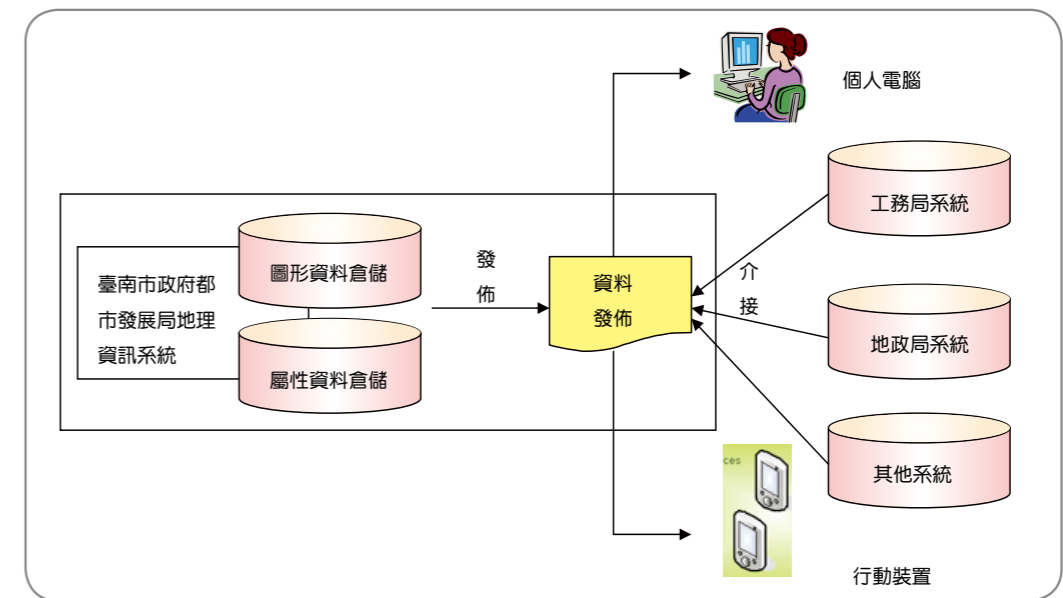 個人電腦
工務局系統
圖形資料倉儲
臺南市政府都
市發展局地理
資訊系統
屬性資料倉儲
發
佈
資料
發佈
介
接
地政局系統
其他系統
ces
行動裝置